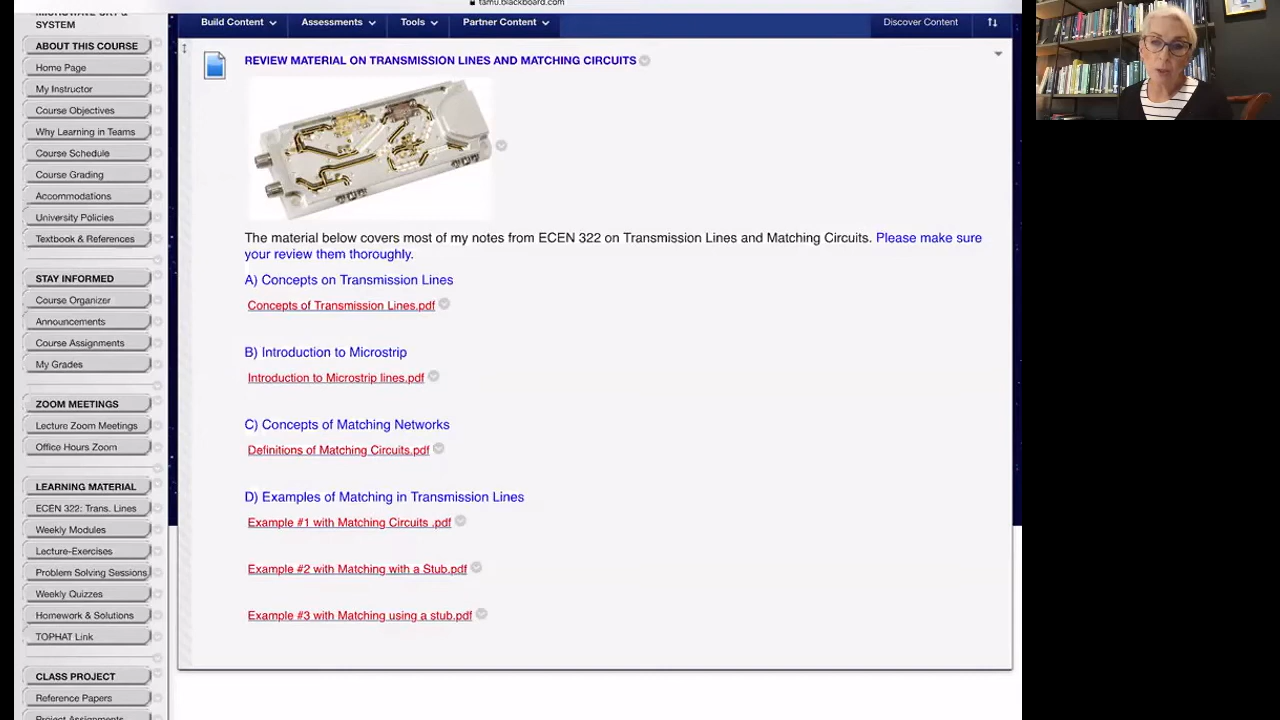 tamu.blackboard.com
Build Content
Assessments
Tools
Partner Content
Discover Content
SYSTEM
ABOUT THIS COURSE
Home Page
My Instructor
Course Objectives
Why Learning in Teams
Course Schedule
Course Grading
Accommodations
University Policies
Textbook & References
STAY INFORMED
Course Organizer
Announcements
Course Assignments
My Grades
ZOOM MEETINGS
Lecture Zoom Meetings
Office Hours Zoom
LEARNING MATERIAL
ECEN 322: Trans. Lines
Weekly Modules
Lecture-Exercises
Problem Solving Sessions
Weekly Quizzes
Homework & Solutions
TOPHAT Link
CLASS PROJECT
Reference Papers
Project Assignments
REVIEW MATERIAL ON TRANSMISSION LINES AND MATCHING CIRCUITS
The material below covers most of my notes from ECEN 322 on Transmission Lines and Matching Circuits. Please make sure
your review them thoroughly.
A) Concepts on Transmission Lines
Concepts of Transmission Lines.pdf
B) Introduction to Microstrip
Introduction to Microstrip lines.pdf
C) Concepts of Matching Networks
Definitions of Matching Circuits.pdf
D) Examples of Matching in Transmission Lines
Example #1 with Matching Circuits .pdf
Example #2 with Matching with a Stub.pdf
Example #3 with Matching using a stub.pdf